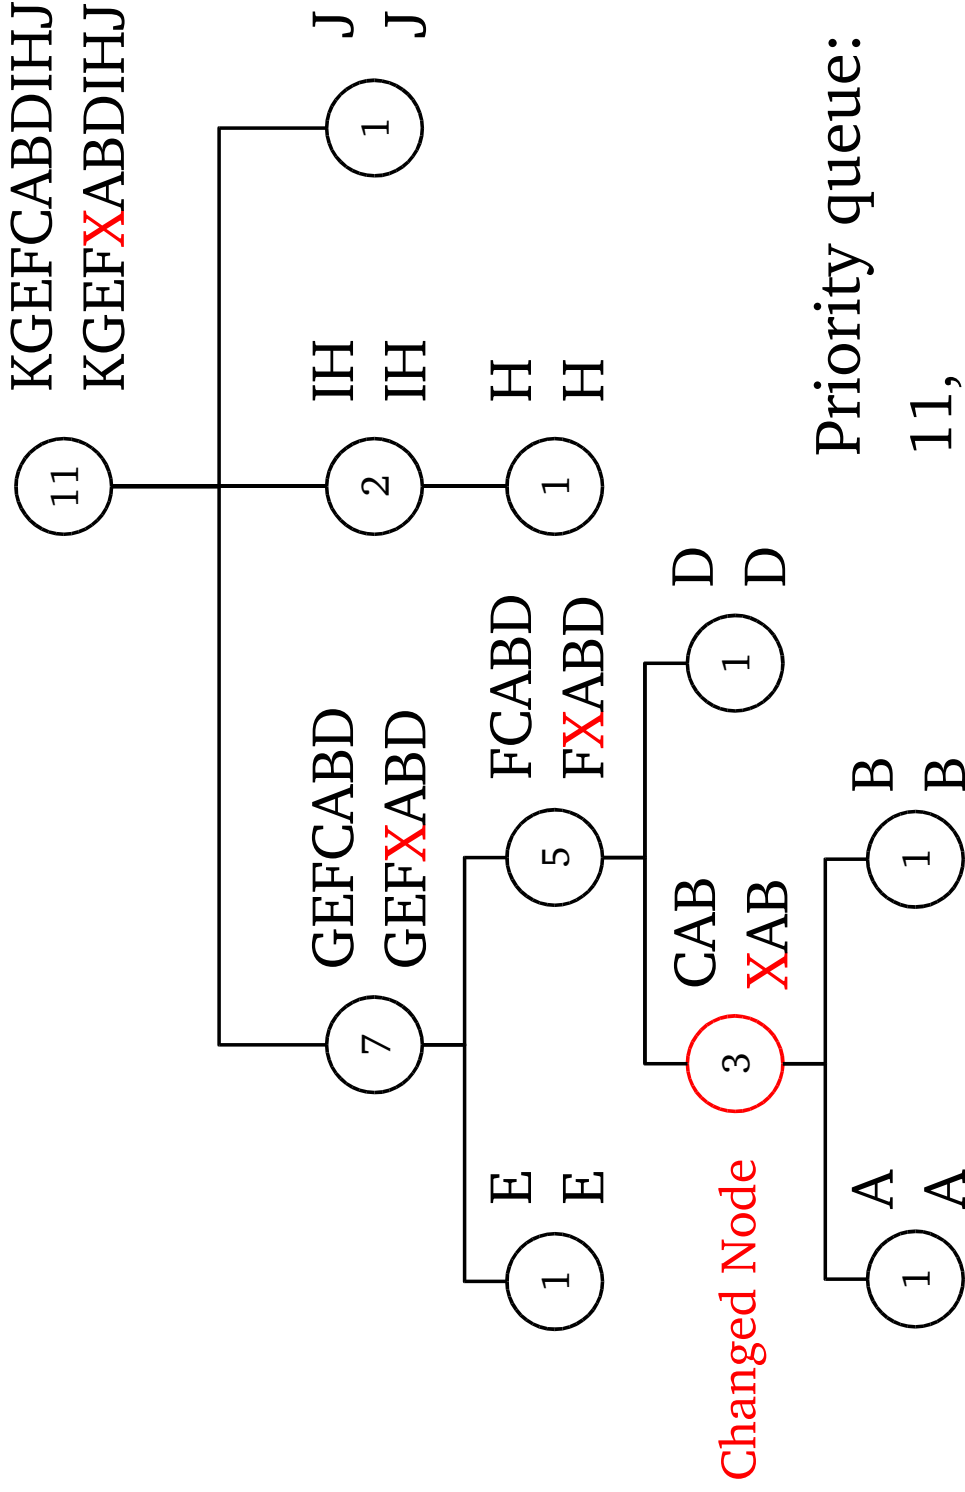 11
KGEFCABDIHJ
KGEFXABDIHJ
7
GEFCABD
GEFXABD
2
IH
IH
1
J
J
1
E
E
5
FCABD
FXABD
1
H
H
Changed Node
3
CAB
XAB
1
D
D
1
A
A
1
B
B
Priority queue:
11,